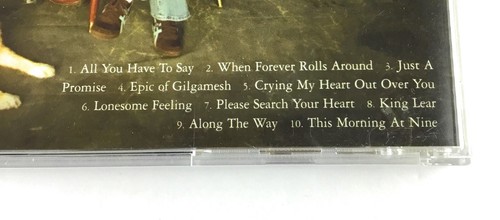 1. All You Have To Say 2. When Forever Rolls Around 3. Just A
Promise 4. Epic of Gilgamesh 5. Crying My Heart Out Over You
6. Lonesome Feeling 7. Please Search Your Heart 8. King Lear
9. Along The Way 10. This Morning At Nine